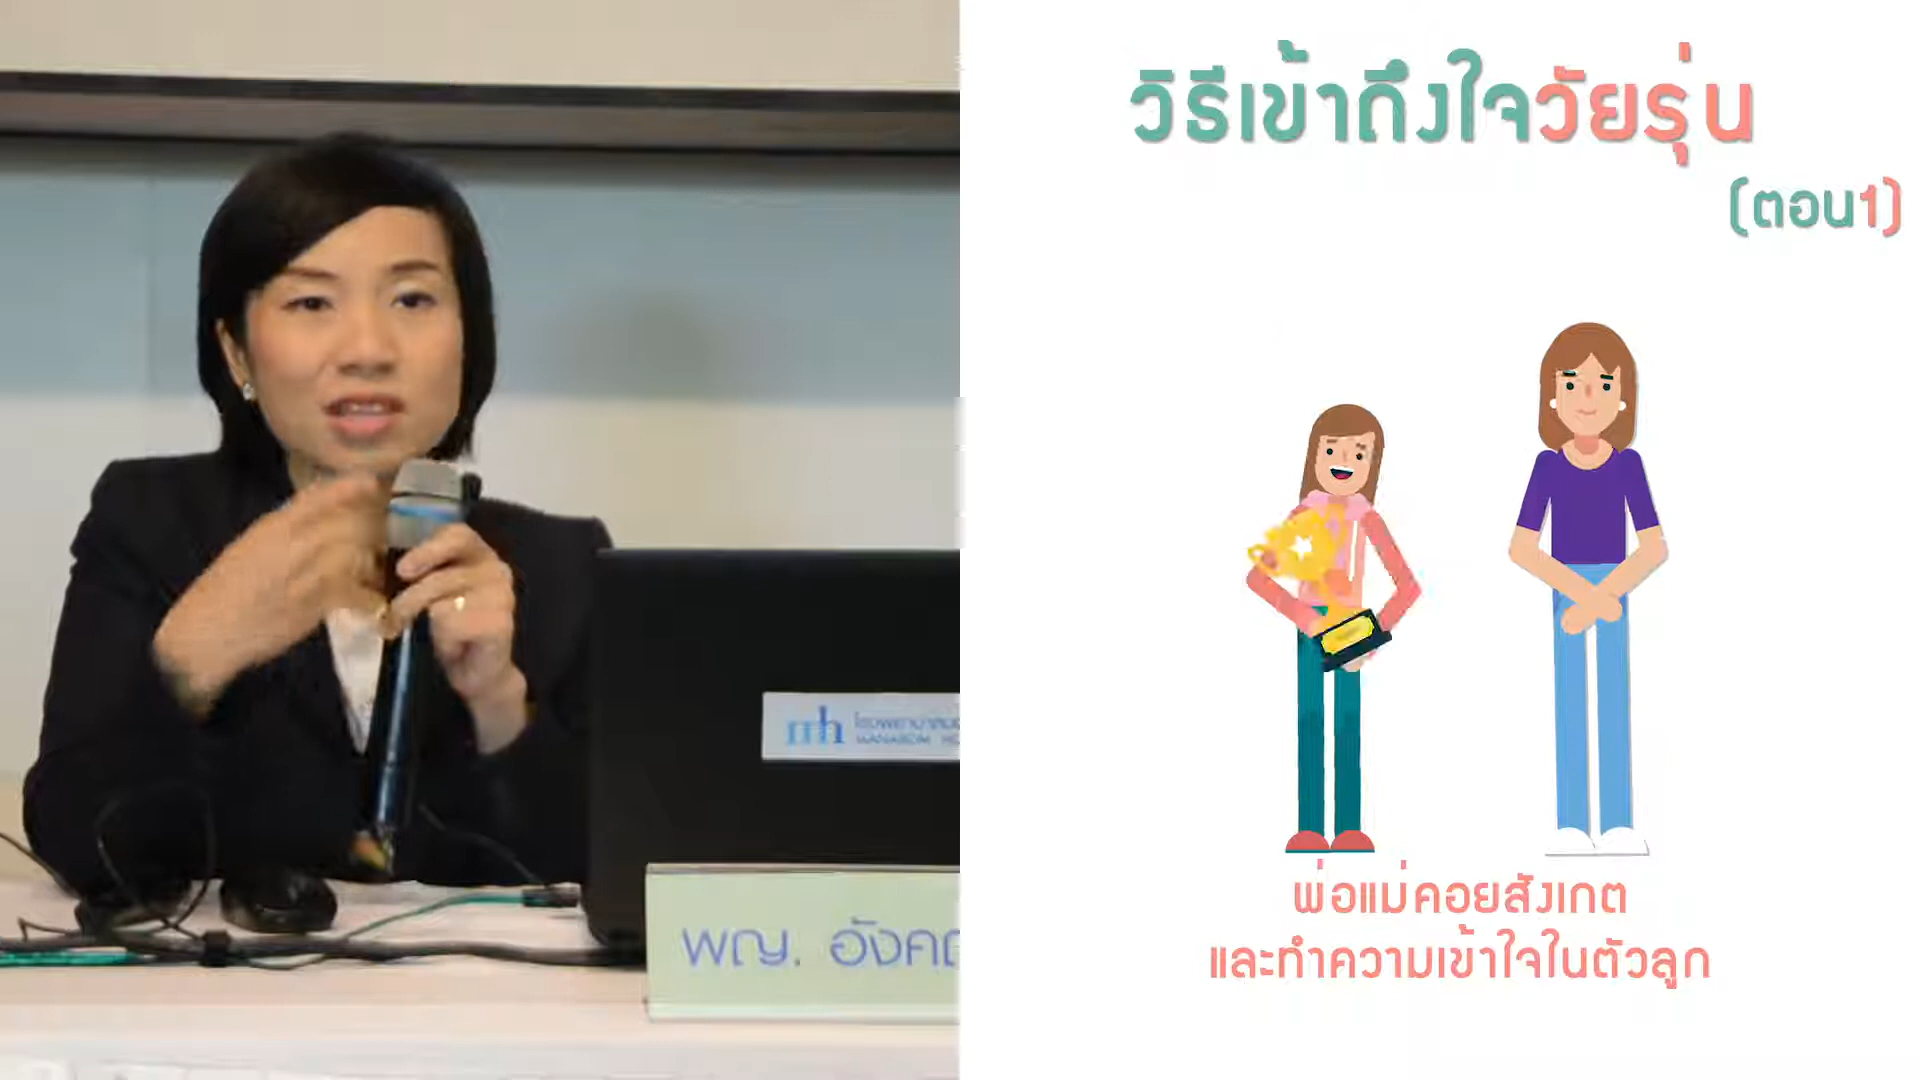 วิธีเข้าถึงใจวัยรุ่น
(ตอน1)
mh
พญ. อังค
พ่อแม่คอยสังเกต
และทำความเข้าใจในตัวลูก